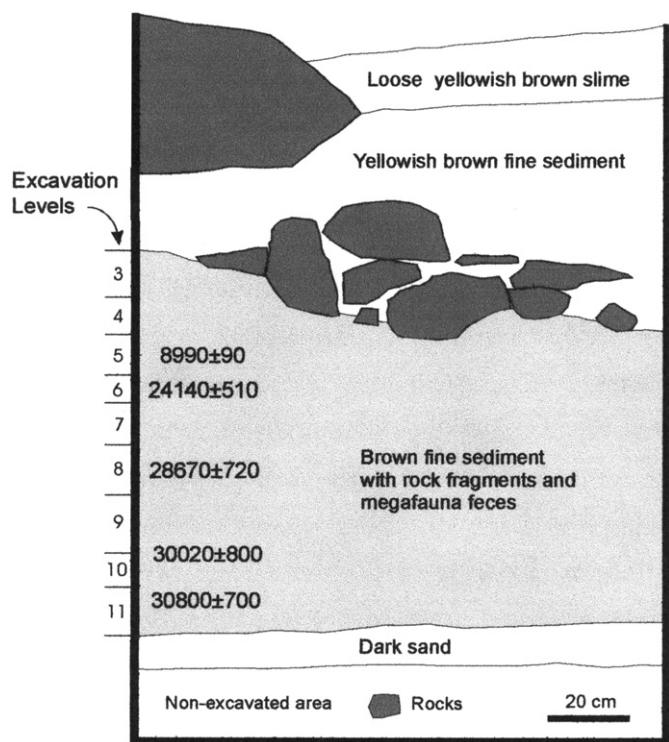 Loose yellowish brown slime
Yellowish brown fine sediment
Excavation
Levels
3
4
5
8990±90
6
24140±510
7
8
28670±720
Brown fine sediment
with rock fragments and
megafauna feces
9
30020±800
10
30800±700
11
Dark sand
Non-excavated area
Rocks
20 cm